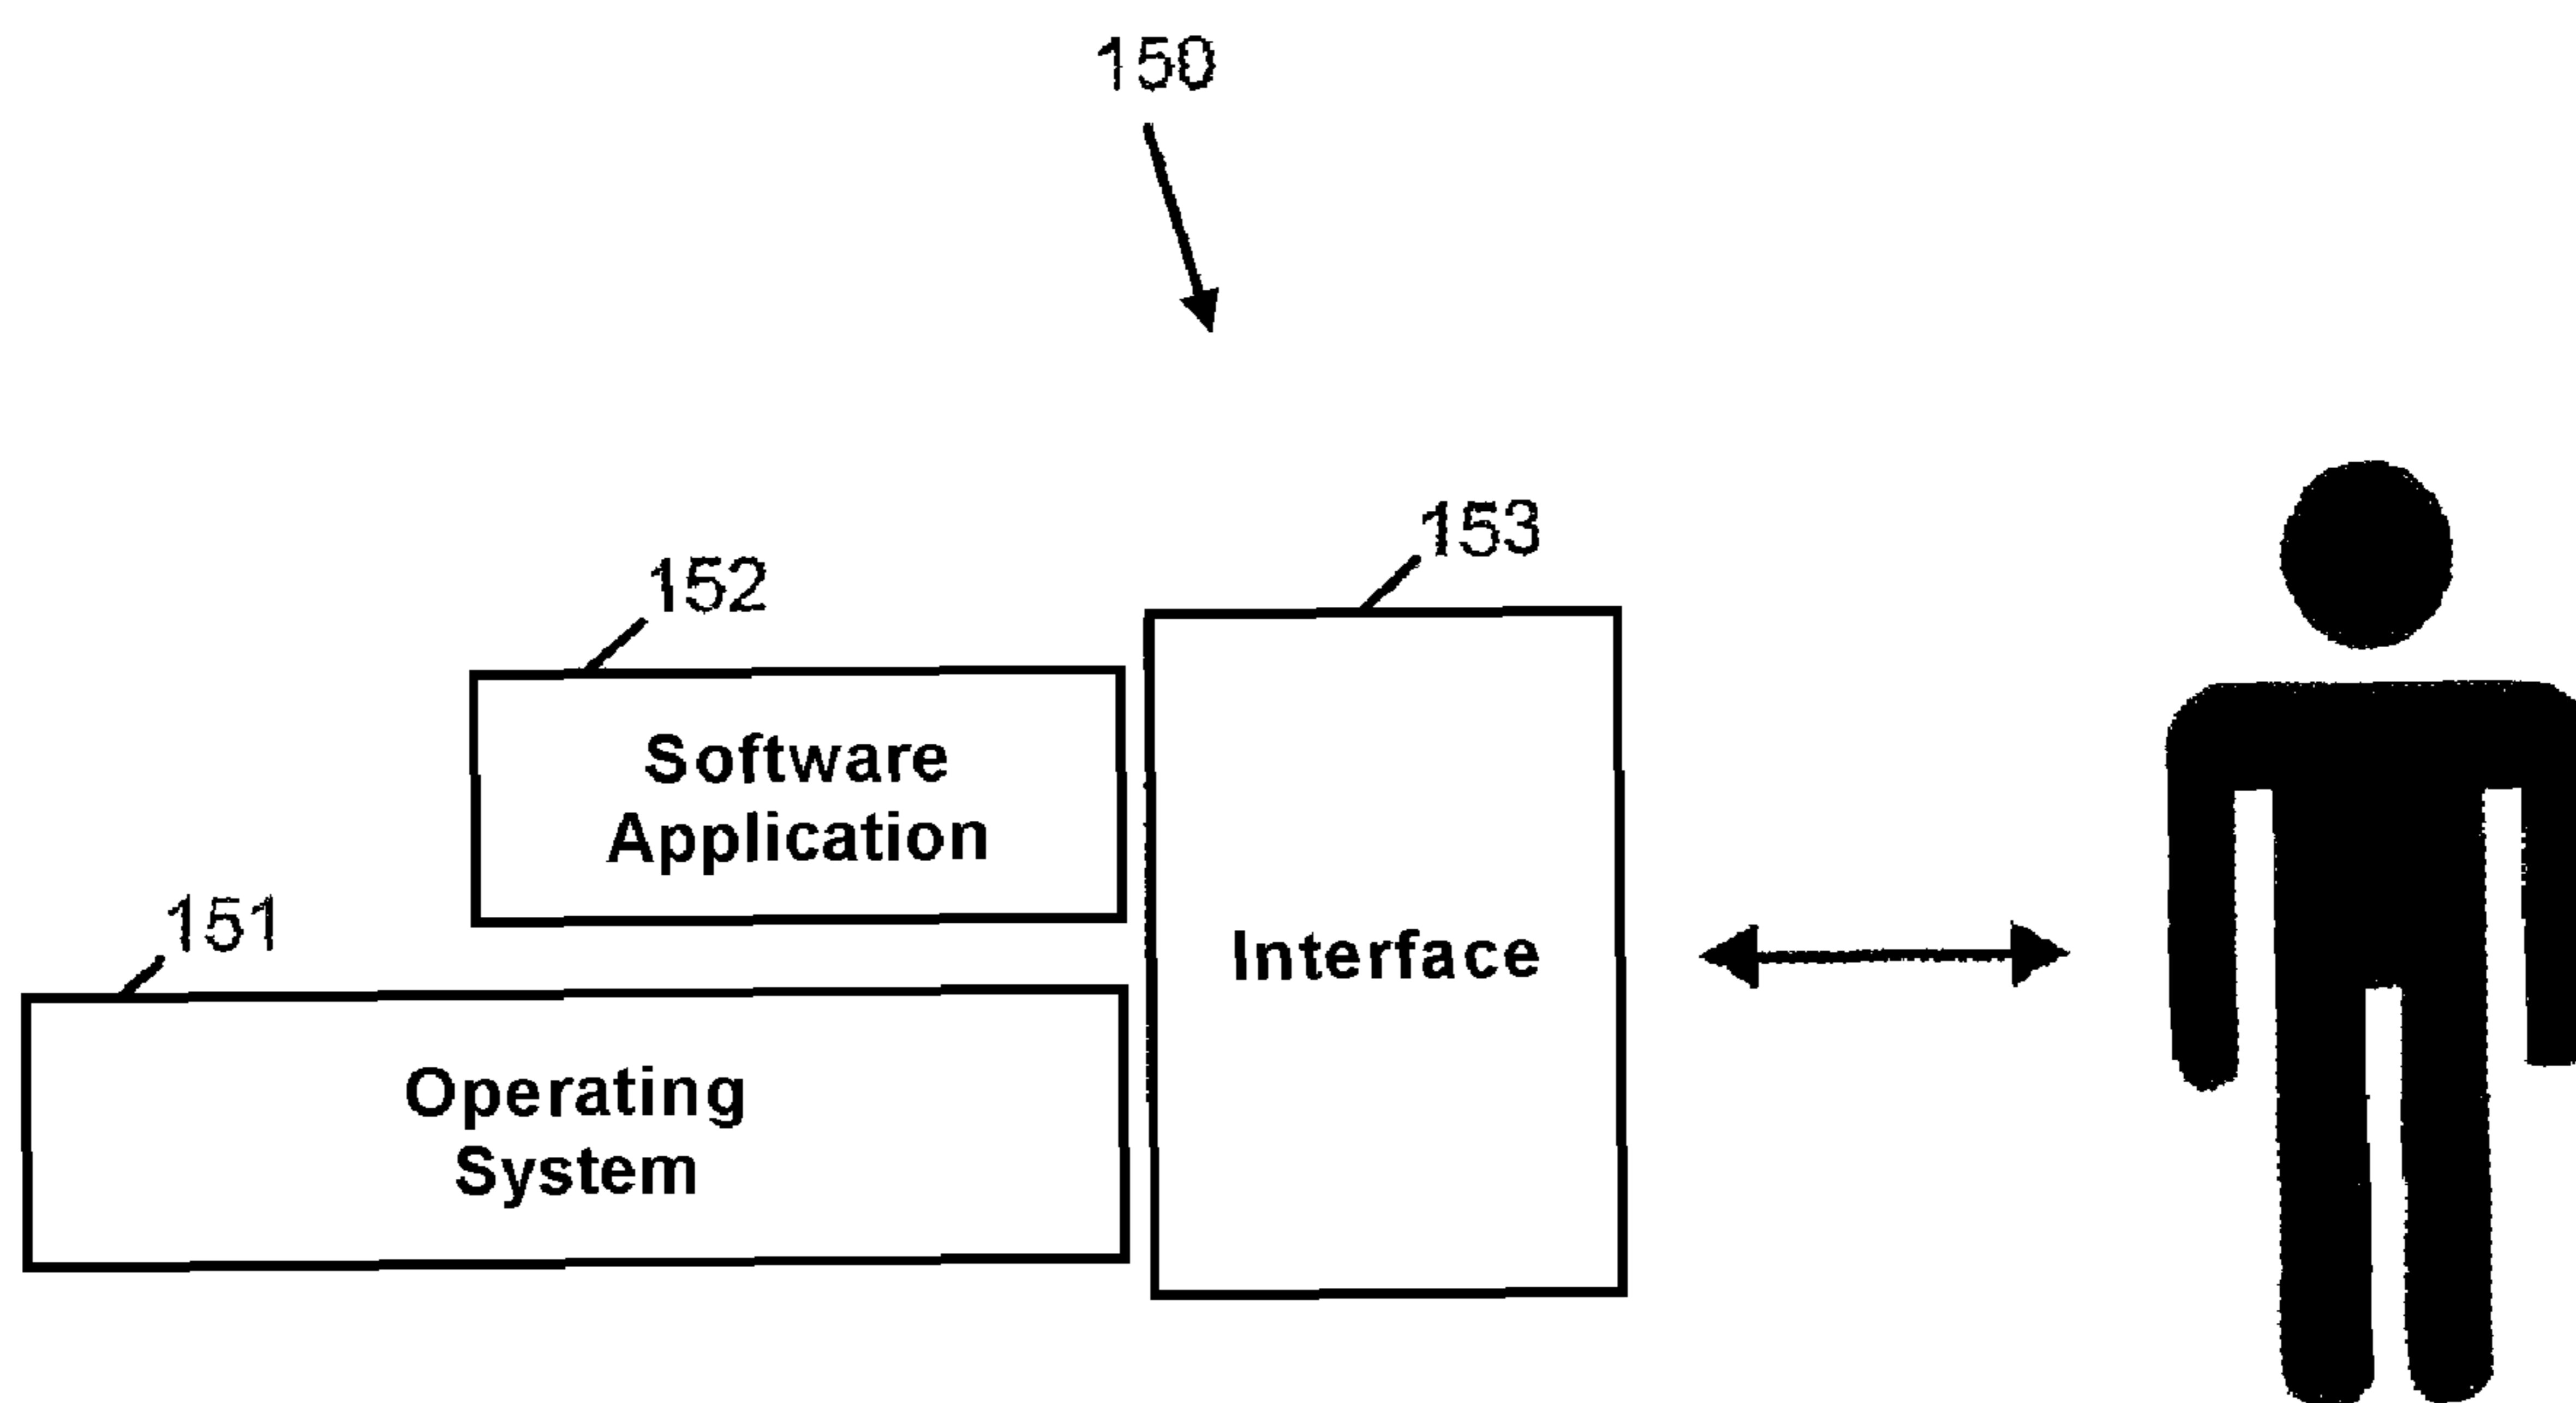 150
153
152
Software
Application
Interface
151
Operating
System